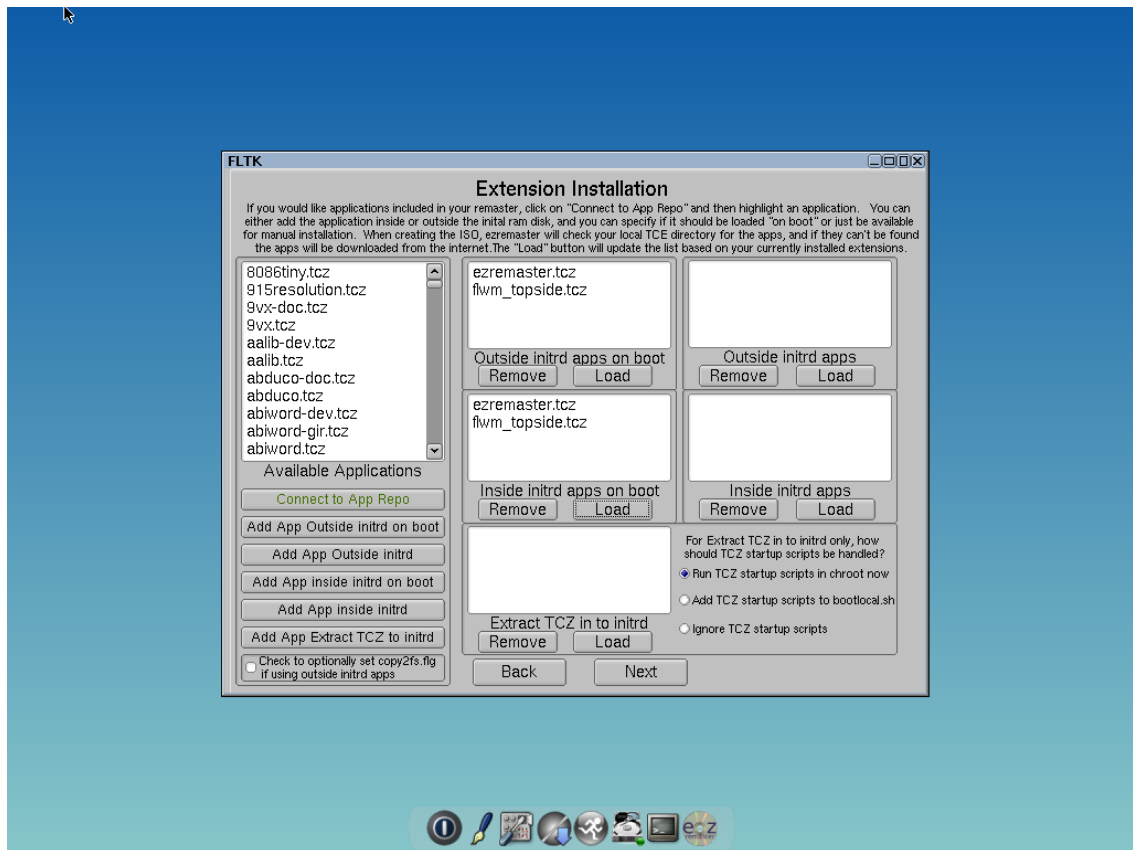 FLTK
Extension Installation
If you would like applications included in your remaster, click on "Connect to App Repo" and then highlight an application. You can
either add the application inside or outside the inital ram disk, and you can specify if it should be loaded "on boot" or just be available
for manual installation. When creating the ISO, ezremaster will check your local TCE directory for the apps, and if they can't be found
the apps will be downloaded from the internet.The "Load" button will update the list based on your currently installed extensions.
8086tiny.tcz
915resolution.tcz
9vx-doc.tcz
9vx.tcz
aalib-dev.tcz
aalib.tcz
abduco-doc.tcz
abduco.tcz
abiword-dev.tcz
abiword-gir.tcz
abiword.tcz
Available Applications
Connect to App Repo
Add App Outside initrd on boot
Add App Outside initrd
Add App inside initrd on boot
Add App inside initrd
Add App Extract TCZ to initrd
Check to optionally set copy2fs.flg
if using outside initrd apps
ezremaster.tcz
flwm_topside.tcz
Outside initrd apps on boot
Remove Load
Outside initrd apps
Remove Load
ezremaster.tcz
flwm_topside.tcz
Inside initrd apps on boot
Remove Load
Inside initrd apps
Remove Load
Extract TCZ in to initrd
Remove Load
For Extract TCZ in to initrd only, how
should TCZ startup scripts be handled?
Run TCZ startup scripts in chroot now
Add TCZ startup scripts to bootlocal.sh
Ignore TCZ startup scripts
Back Next
ez
remaster